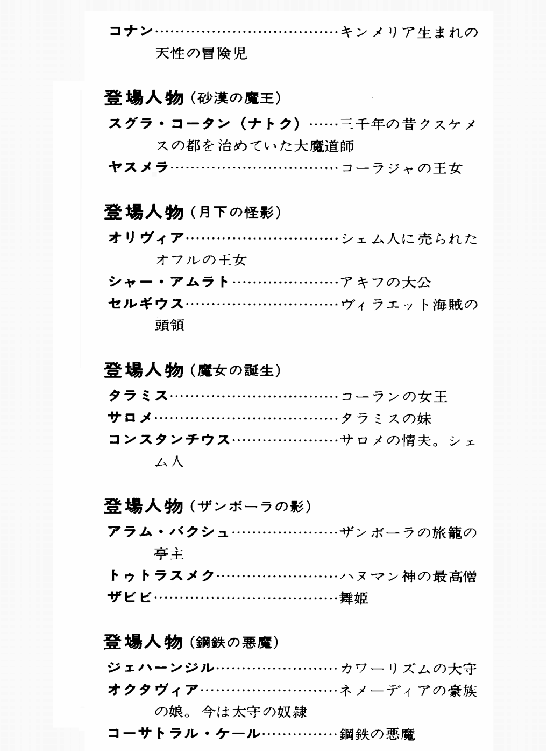 コナン………………………………キンメリア生まれの
天性の冒険児
登場人物（砂漠の魔王）
スグラ・コータン（ナトク）……三千年の昔クスケメ
スの都を治めていた大魔道師
ヤスメラ……………………………コーラジャの王女
登場人物（月下の怪影）
オリヴィア…………………………シェム人に売られた
オフルの王女
シャー・アムラト…………………アキフの大公
セルギウス…………………………ヴィラエット海賊の
頭領
登場人物（魔女の誕生）
タラミス……………………………コーランの女王
サロメ………………………………タラミスの妹
コンスタンチウス…………………サロメの情夫。シェ
ム人
登場人物（ザンボーラの影）
アラム・バクシュ…………………ザンボーラの旅籠の
亭主
トゥトラスメク……………………ハヌマン神の最高僧
ザビビ………………………………舞姫
登場人物（鋼鉄の悪魔）
ジェハーンジル……………………カワーリズムの大守
オクタヴィア………………………ネメーディアの豪族
の娘。今は太守の奴隷
コーサトラル・ケール……………鋼鉄の悪魔